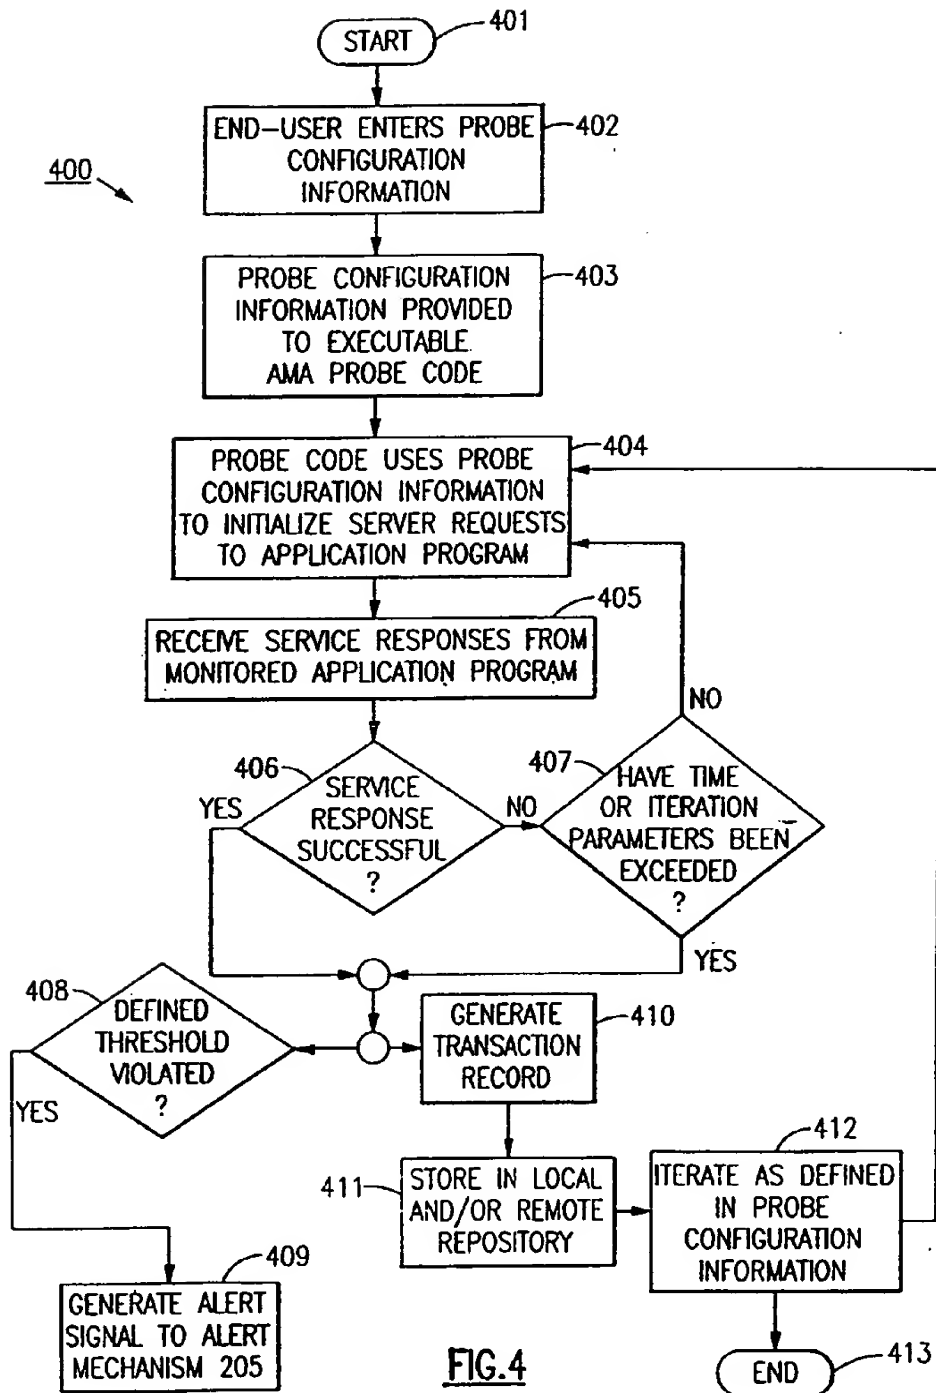 START
401
END-USER ENTERS PROBE
CONFIGURATION
INFORMATION
402
400
PROBE CONFIGURATION
INFORMATION PROVIDED
TO EXECUTABLE
AMA PROBE CODE
403
PROBE CODE USES PROBE
CONFIGURATION INFORMATION
TO INITIALIZE SERVER REQUESTS
TO APPLICATION PROGRAM
404
RECEIVE SERVICE RESPONSES FROM
MONITORED APPLICATION PROGRAM
405
406
SERVICE
RESPONSE
SUCCESSFUL
?
YES
NO
407
HAVE TIME
OR ITERATION
PARAMETERS BEEN
EXCEEDED
?
NO
YES
408
DEFINED
THRESHOLD
VIOLATED
?
YES
GENERATE
TRANSACTION
RECORD
410
411
STORE IN LOCAL
AND/OR REMOTE
REPOSITORY
412
ITERATE AS DEFINED
IN PROBE
CONFIGURATION
INFORMATION
409
GENERATE ALERT
SIGNAL TO ALERT
MECHANISM 205
FIG.4
END
413